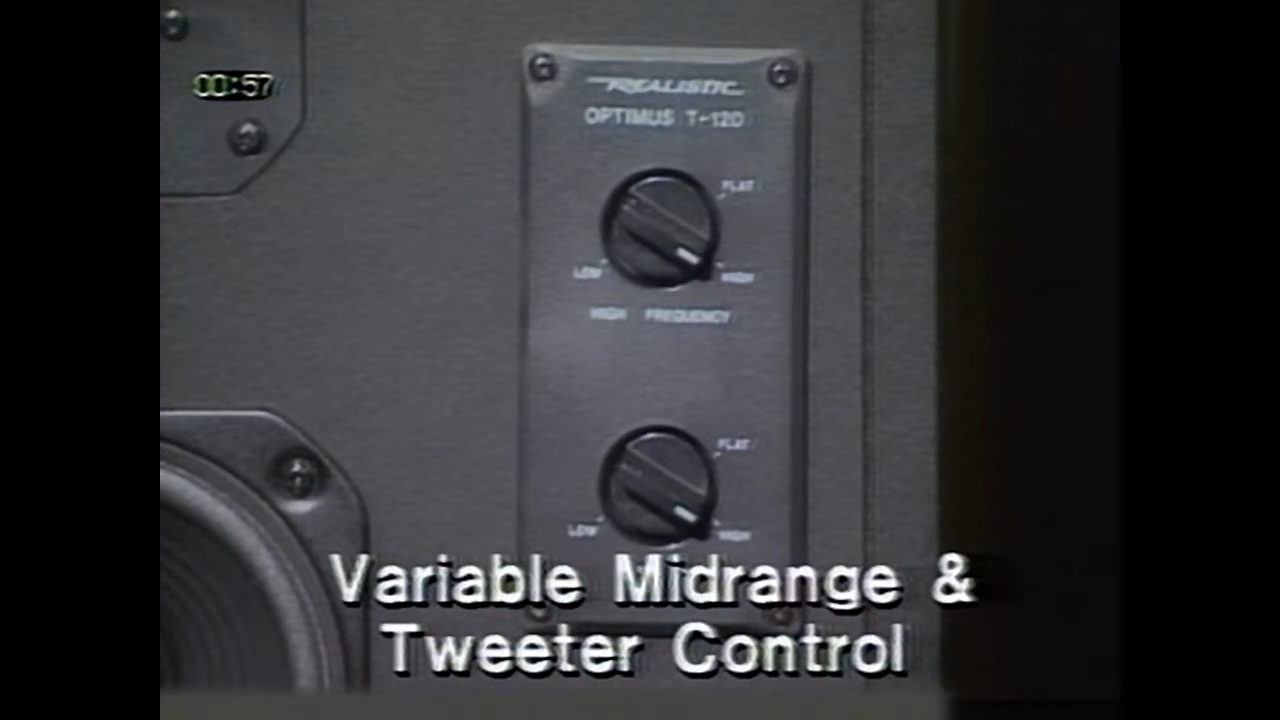 00:57
REALISTIC
OPTIMUS T-120
FLAT
LOW HIGH
HIGH FREQUENCY
FLAT
LOW HIGH
Variable Midrange &
Tweeter Control